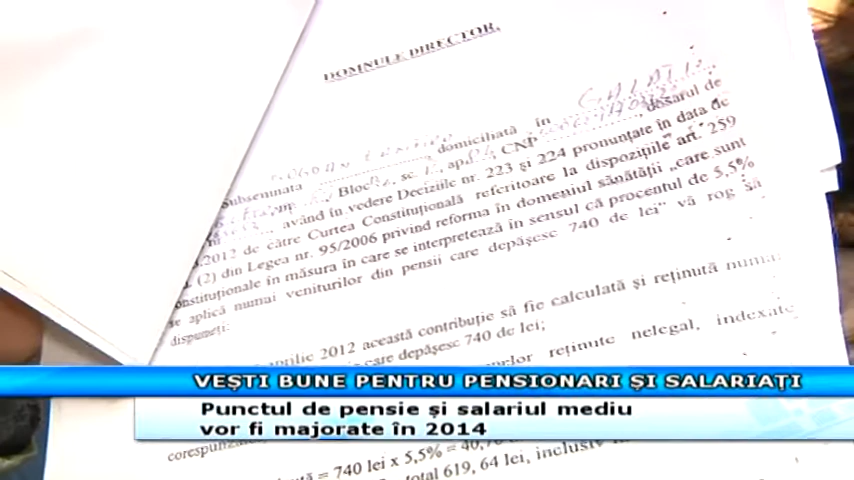 DOMNULE DIRECTOR,
GALATI
Subsemnata domiciliată în
Bloc sc. ap. CNP dosarul de
având în vedere Deciziile nr. 223 și 224 pronunțate în data de
2012 de către Curtea Constituțională referitoare la dispozițiile art. 259
(2) din Legea nr. 95/2006 privind reforma în domeniul sănătății „care sunt
constituționale în măsura în care se interpretează în sensul că procentul de 5,5%
se aplică numai veniturilor din pensii care depășesc 740 de lei” vă rog să
dispuneți:
aprilie 2012 această contribuție să fie calculată și reținută numai
care depășesc 740 de lei;
reținute nelegal, indexate
VEȘTI BUNE PENTRU PENSIONARI ȘI SALARIAȚI
Punctul de pensie și salariul mediu
vor fi majorate în 2014
= 740 lei x 5,5% = 40,70
total 619, 64 lei, inclusiv